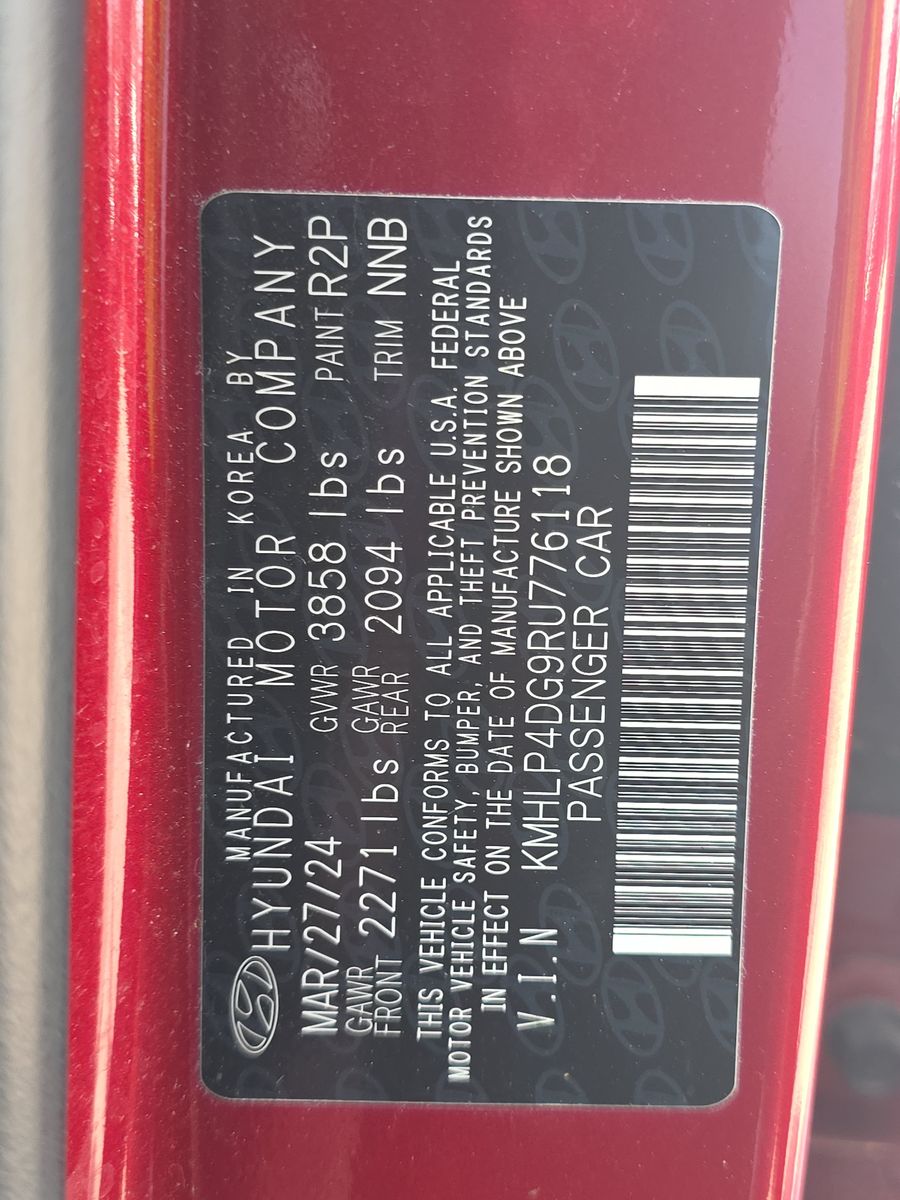 MANUFACTURED IN KOREA BY
HYUNDAI MOTOR COMPANY
MAR/27/24 GVWR 3858 lbs PAINT R2P
GAWR FRONT 2271 lbs GAWR REAR 2094 lbs TRIM NNB
THIS VEHICLE CONFORMS TO ALL APPLICABLE U.S.A. FEDERAL
MOTOR VEHICLE SAFETY, BUMPER, AND THEFT PREVENTION STANDARDS
IN EFFECT ON THE DATE OF MANUFACTURE SHOWN ABOVE
V.I.N KMHLP4DG9RU776118
PASSENGER CAR